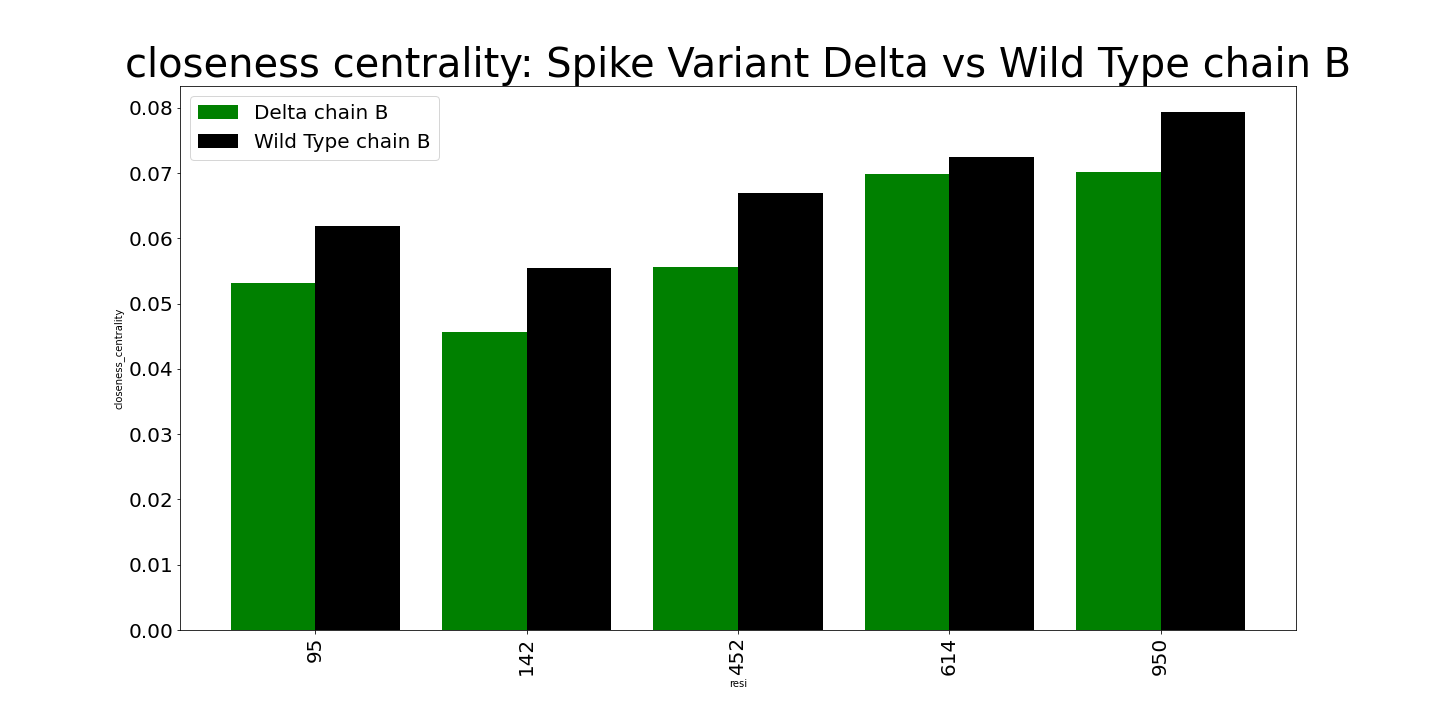 closeness centrality: Spike Variant Delta vs Wild Type chain B
Delta chain B
Wild Type chain B
0.08
0.07
0.06
0.05
0.04
0.03
0.02
0.01
0.00
closeness_centrality
95
142
452
614
950
resi